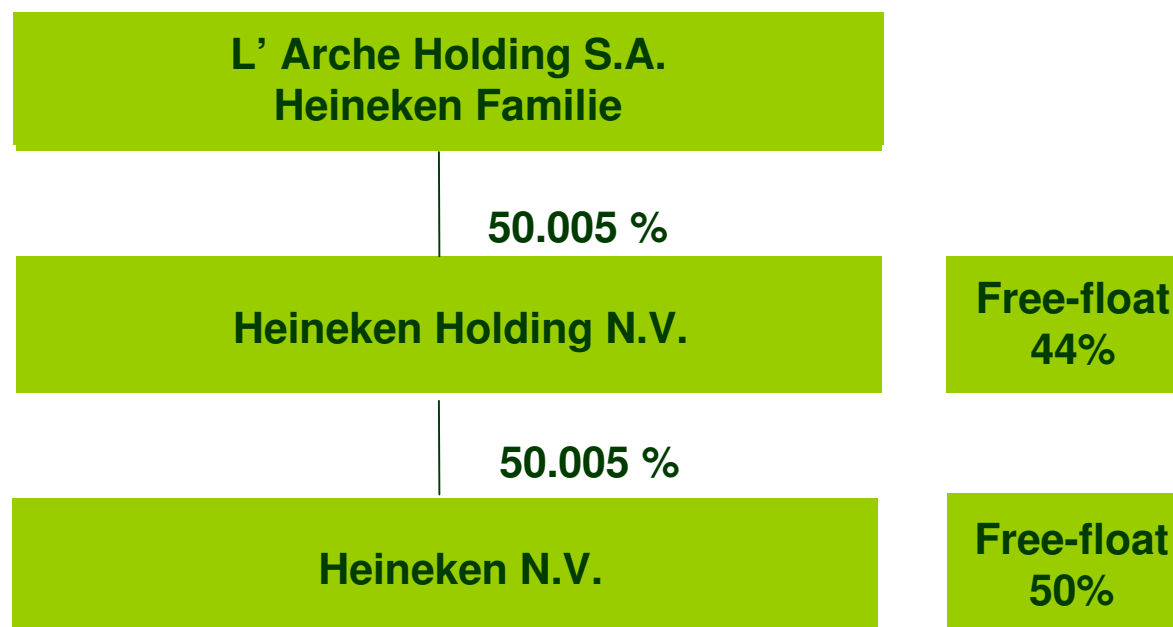 L’ Arche Holding S.A.
Heineken Familie
50.005 %
Heineken Holding N.V.
Free-float
44%
50.005 %
Heineken N.V.
Free-float
50%